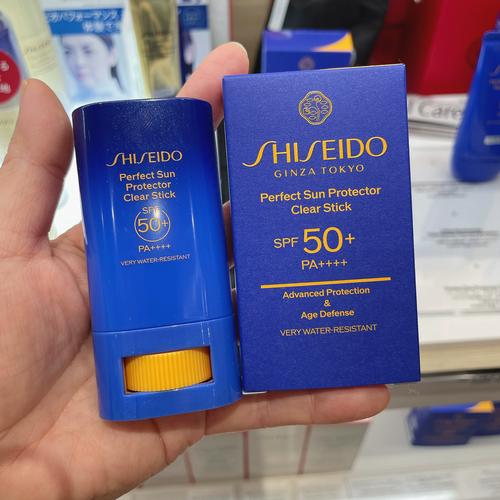 SHISEIDO
Perfect Sun
Protector
Clear Stick
SPF
50+
PA++++
VERY WATER-RESISTANT
SHISEIDO
GINZA TOKYO
Perfect Sun Protector
Clear Stick
SPF 50+
PA++++
Advanced Protection
&
Age Defense
VERY WATER-RESISTANT